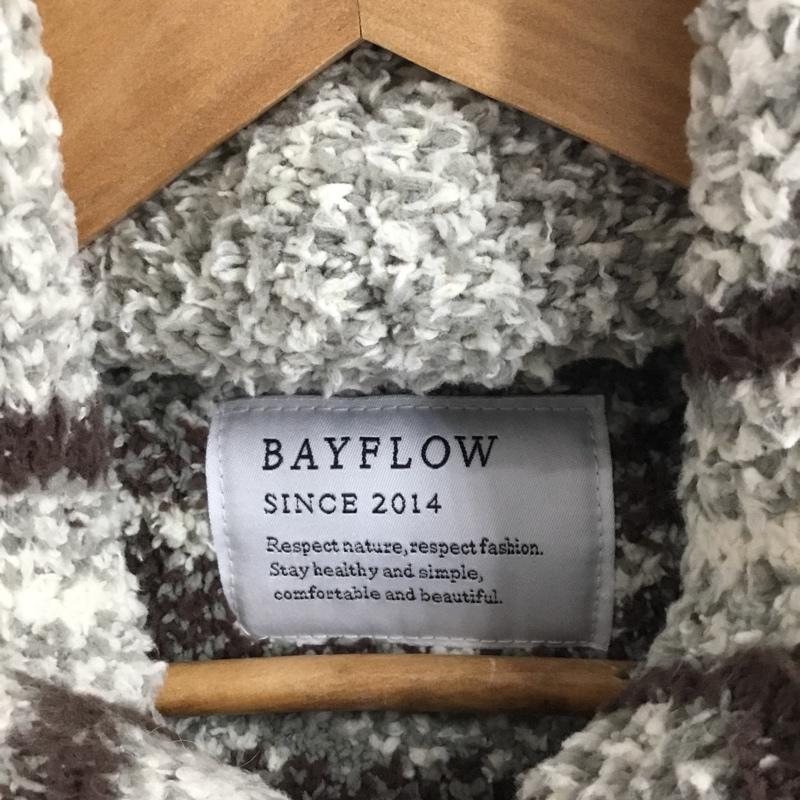 BAYFLOW
SINCE 2014
Respect nature, respect fashion.
Stay healthy and simple,
comfortable and beautiful.